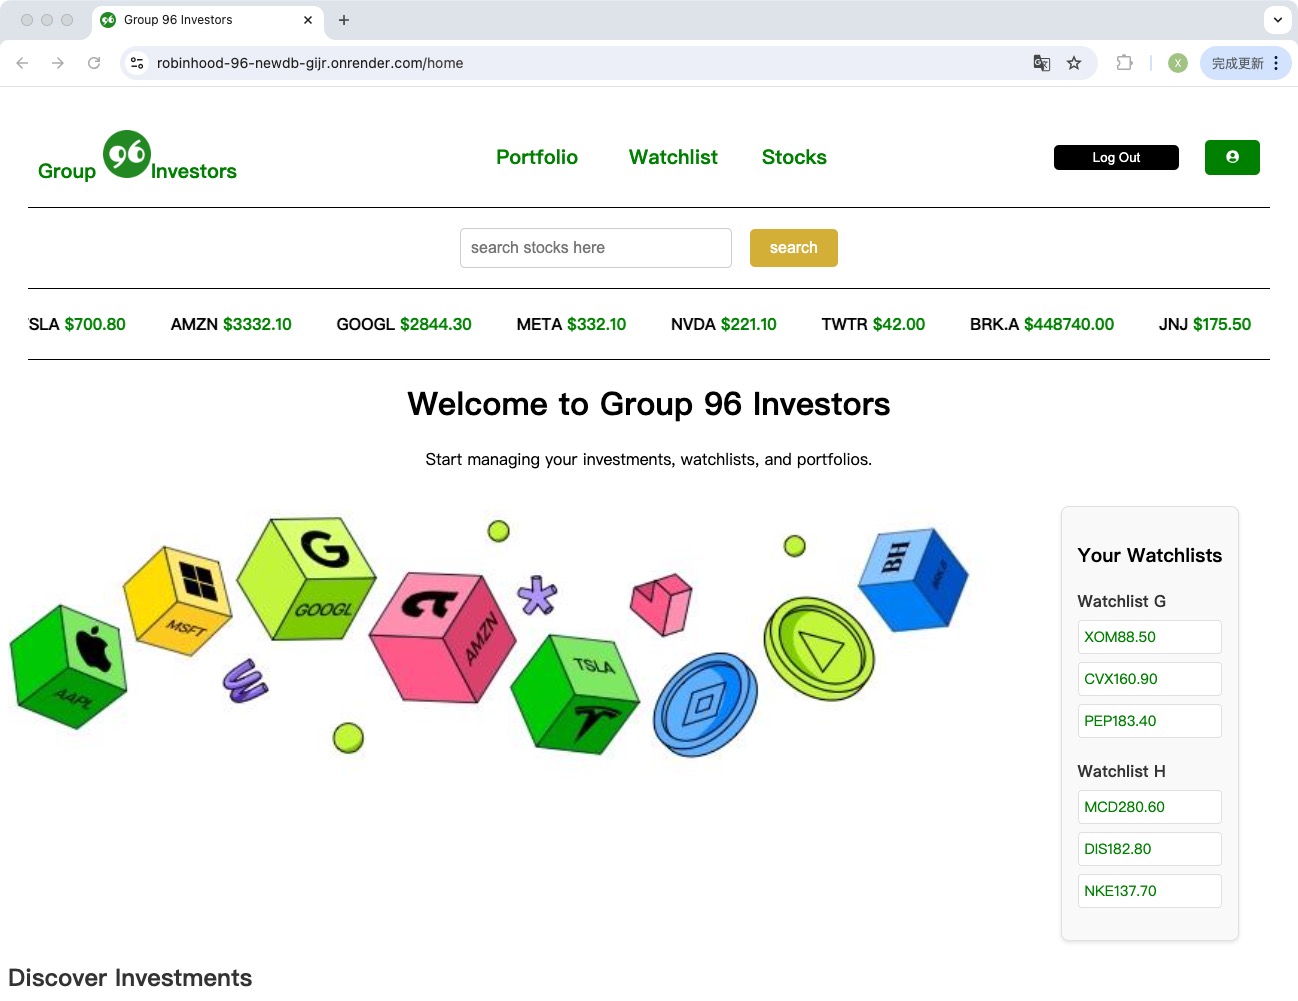 Group 96 Investors
robinhood-96-newdb-gijr.onrender.com/home
X
完成更新
Group 96 Investors
Portfolio
Watchlist
Stocks
Log Out
search stocks here
search
SLA $700.80
AMZN $3332.10
GOOGL $2844.30
META $332.10
NVDA $221.10
TWTR $42.00
BRK.A $448740.00
JNJ $175.50
Welcome to Group 96 Investors
Start managing your investments, watchlists, and portfolios.
AAPL
MSFT
G
GOOGL
a
AMZN
TSLA
BH
Your Watchlists
Watchlist G
XOM88.50
CVX160.90
PEP183.40
Watchlist H
MCD280.60
DIS182.80
NKE137.70
Discover Investments